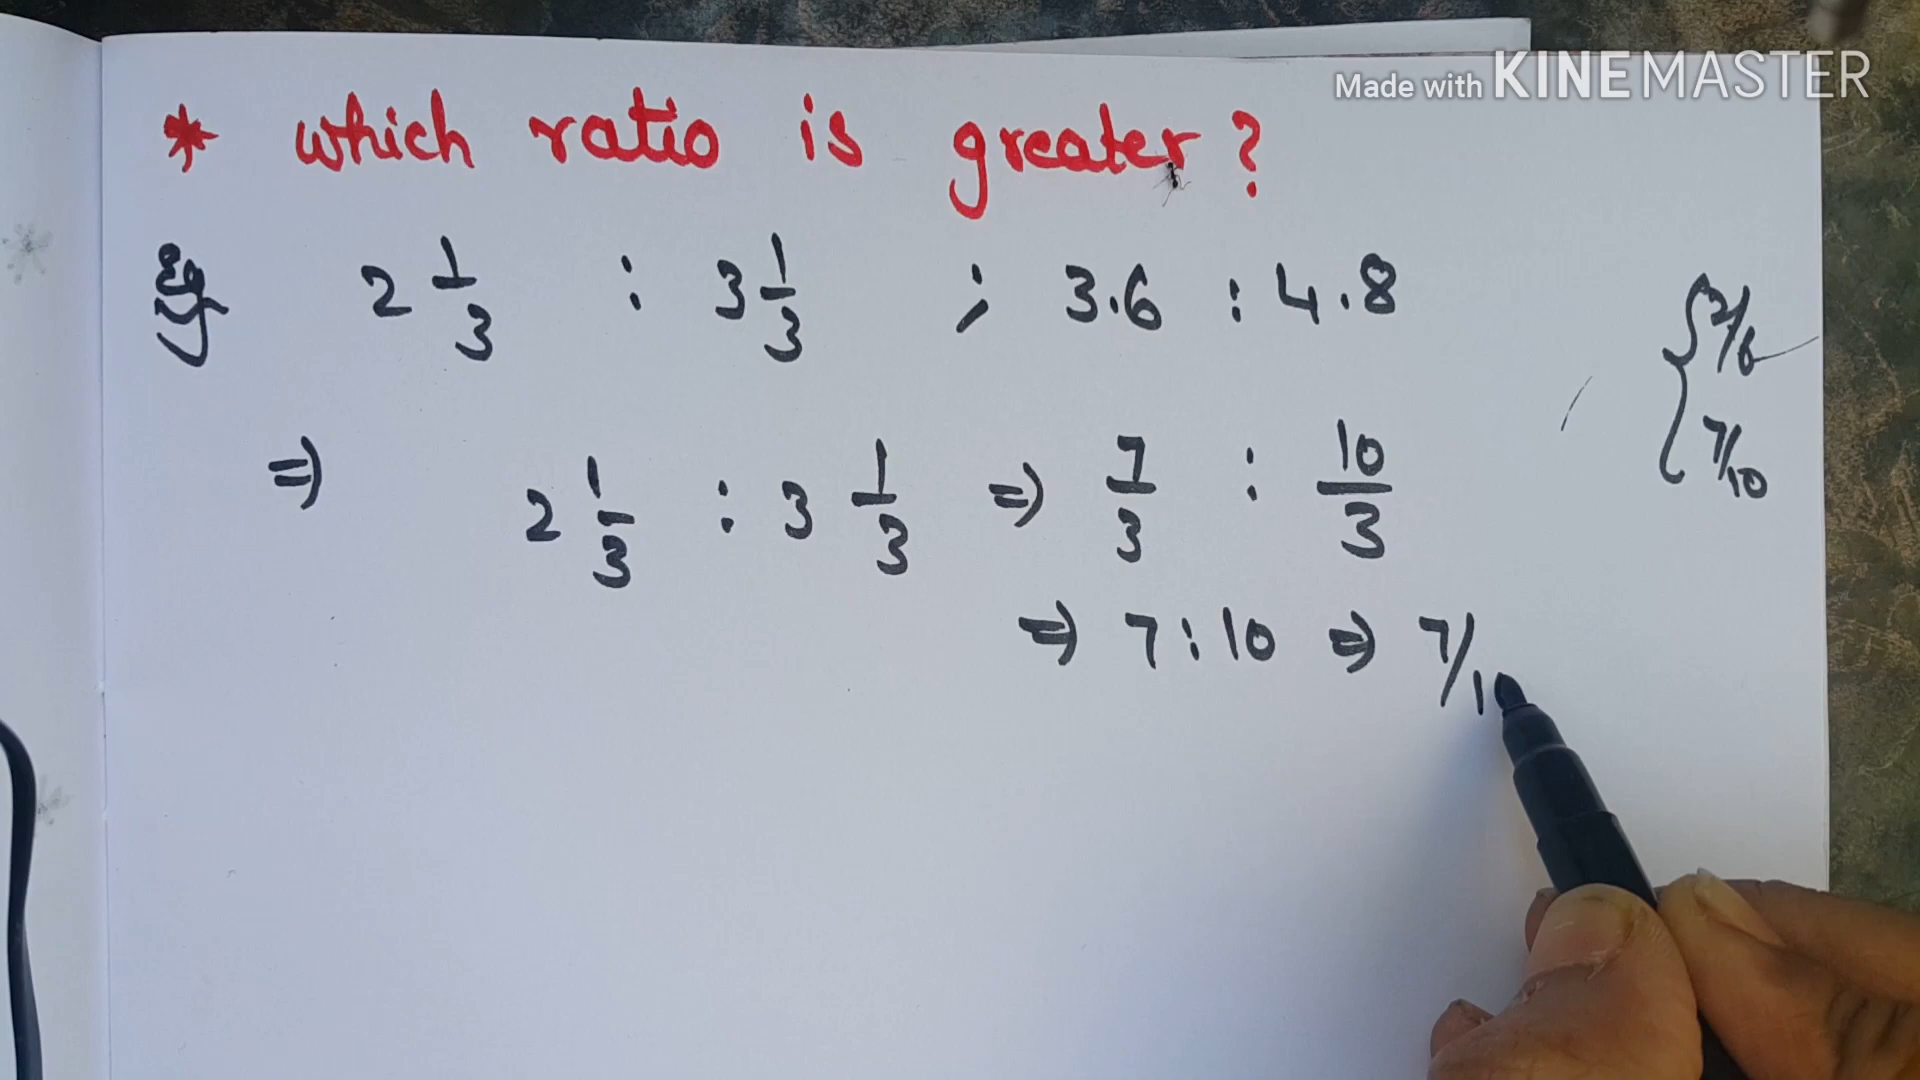 Made with KINEMASTER
* which ratio is greater?
Eg 2 1/3 : 3 1/3 ; 3.6 : 4.8
⇒ 2 1/3 : 3 1/3 ⇒ 7/3 : 10/3
⇒ 7:10 ⇒ 7/1
7/10